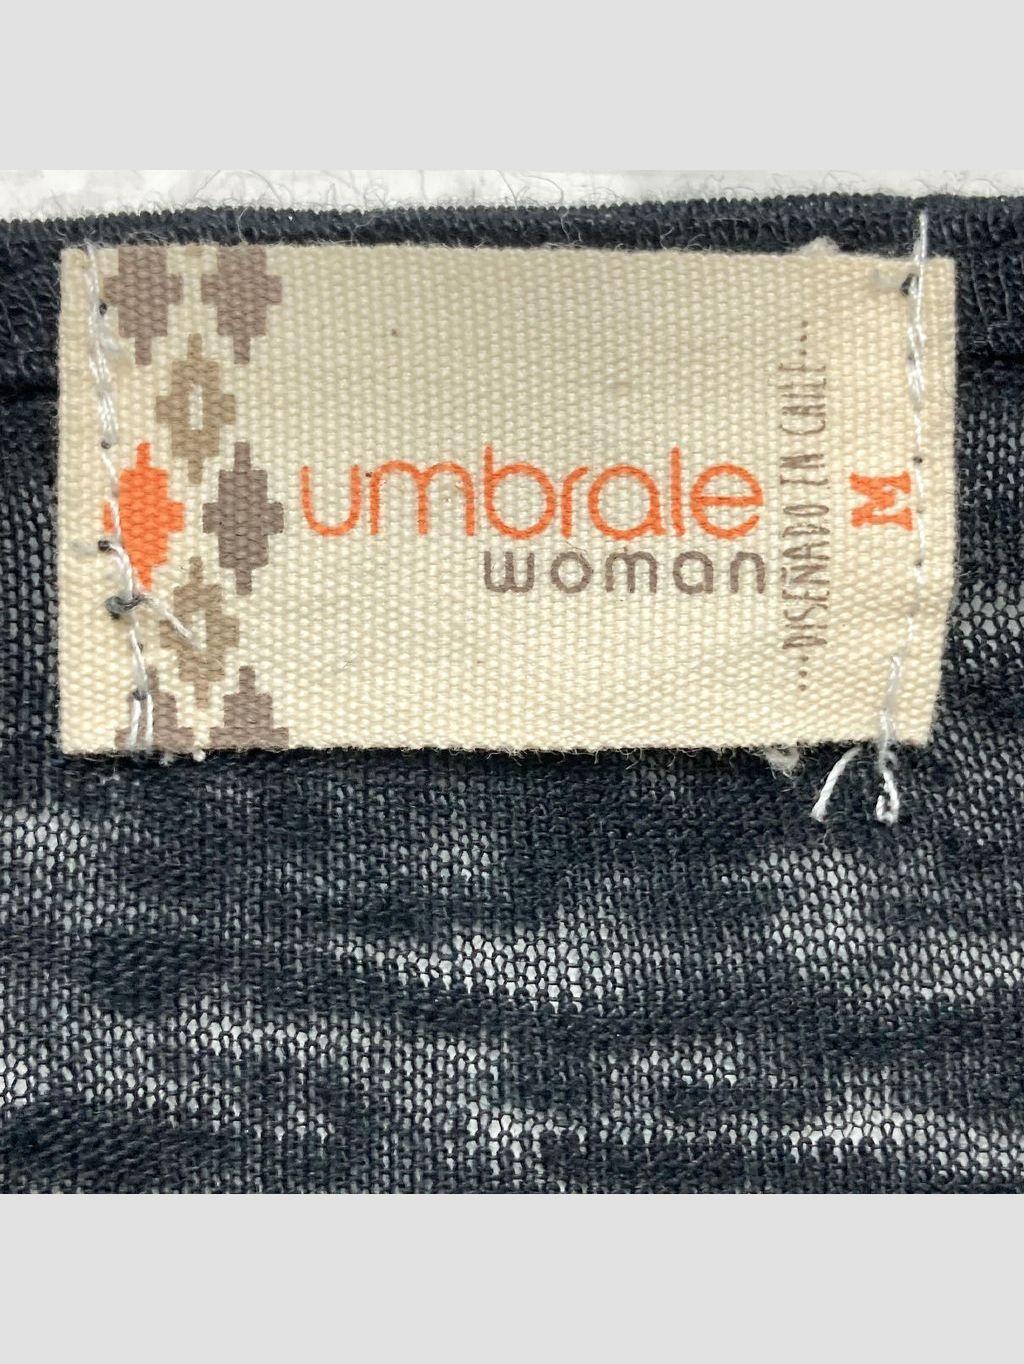 umbrale
woman
...DISEÑADO EN CHILE...
M